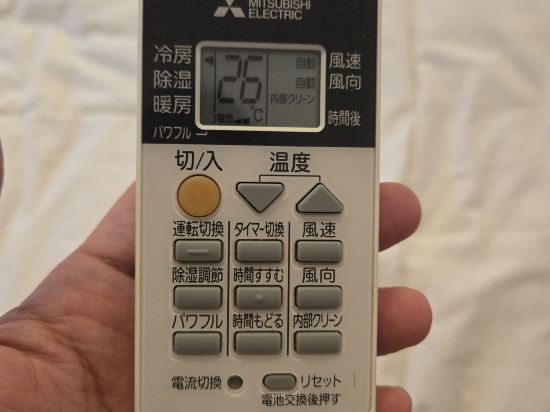 MITSUBISHI
ELECTRIC
冷房 26 自動 風速
除湿 自動 風向
暖房 ℃ 内部クリーン
パワフル 時間後
切/入 温度
運転切換 タイマー切換 風速
除湿調節 時間すすむ 風向
パワフル 時間もどる 内部クリーン
電流切換 リセット
電池交換後押す